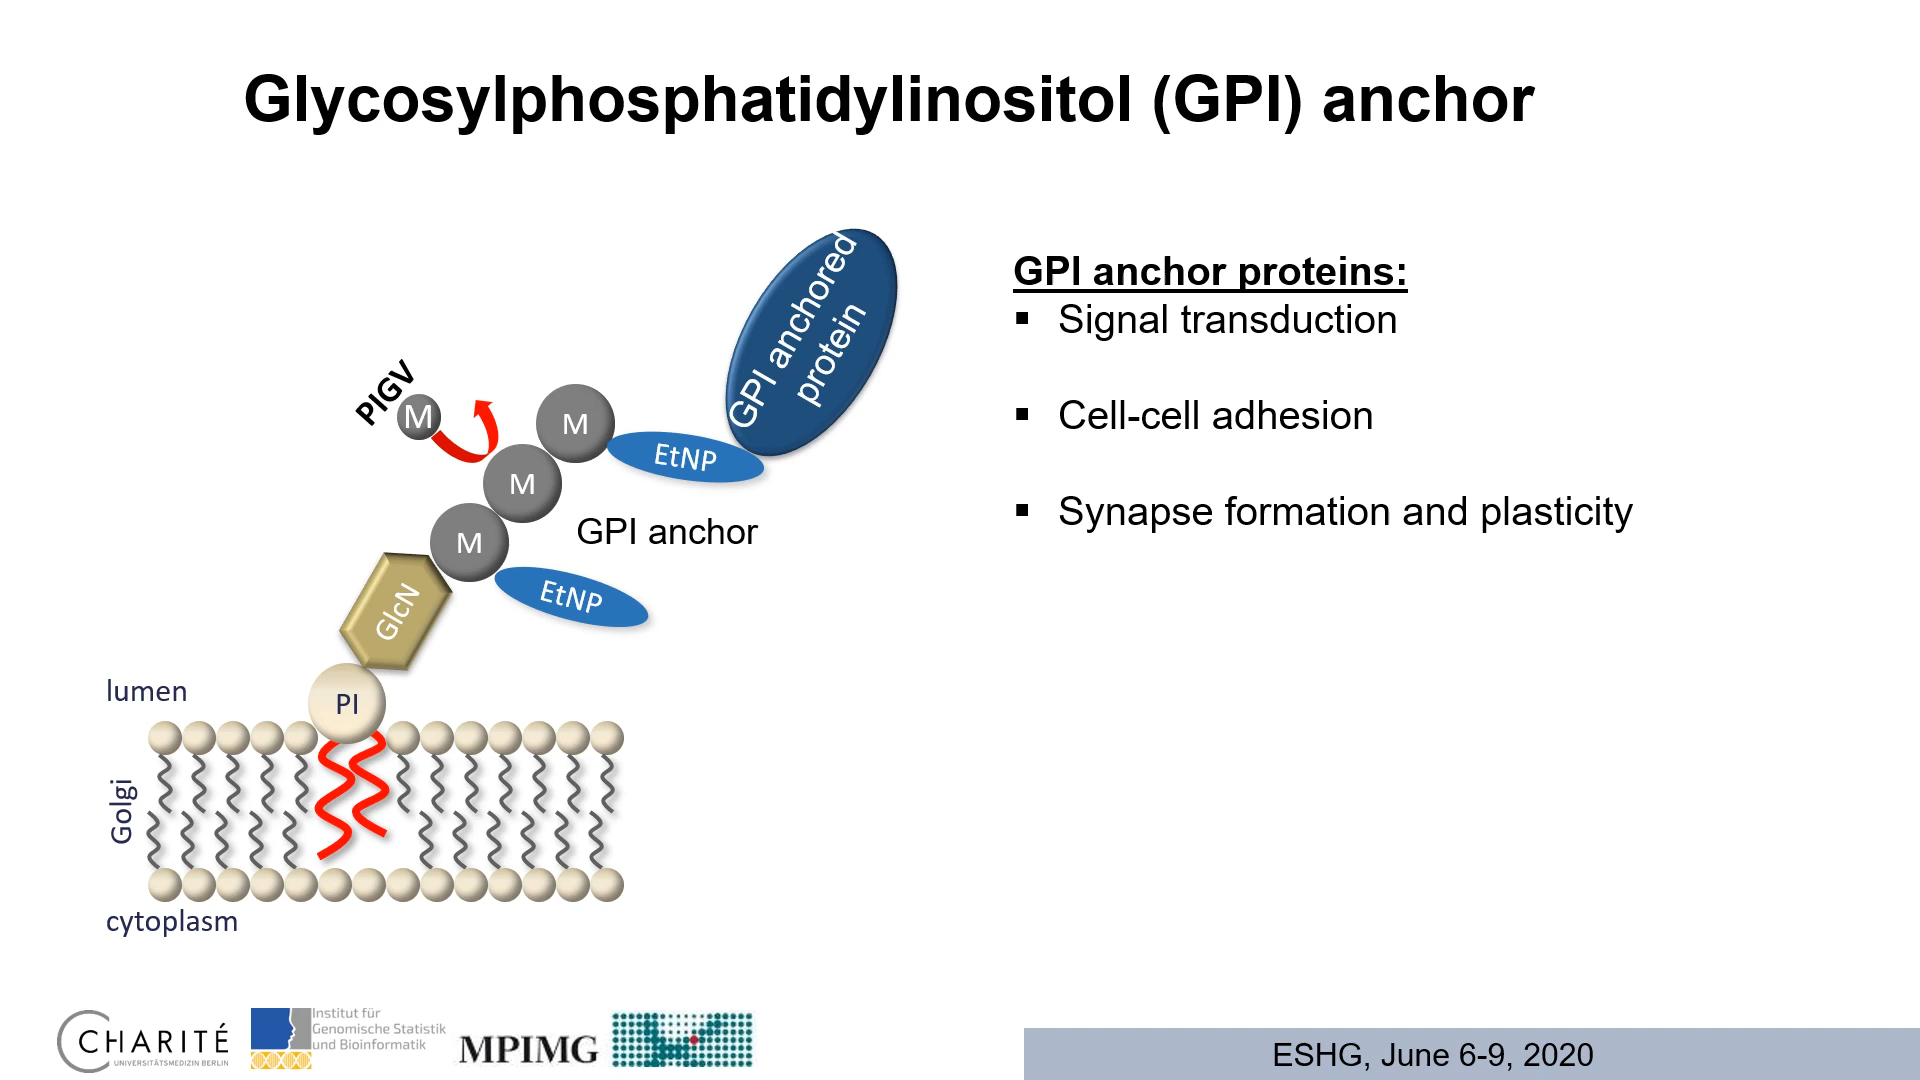 Glycosylphosphatidylinositol (GPI) anchor
GPI anchored
protein
PIGV
M
M
M
M
EtNP
GPI anchor
EtNP
GlcN
PI
lumen
Golgi
cytoplasm
GPI anchor proteins:
▪ Signal transduction
▪ Cell-cell adhesion
▪ Synapse formation and plasticity
CHARITÉ
UNIVERSITÄTSMEDIZIN BERLIN
Institut für
Genomische Statistik
und Bioinformatik
MPIMG
ESHG, June 6-9, 2020